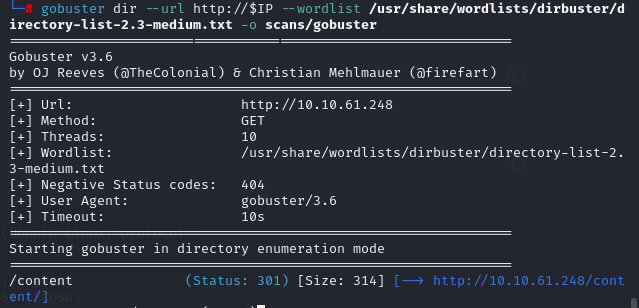 └─# gobuster dir --url http://$IP --wordlist /usr/share/wordlists/dirbuster/d
irectory-list-2.3-medium.txt -o scans/gobuster
===============================================================
Gobuster v3.6
by OJ Reeves (@TheColonial) & Christian Mehlmauer (@firefart)
===============================================================
[+] Url:                     http://10.10.61.248
[+] Method:                  GET
[+] Threads:                 10
[+] Wordlist:                /usr/share/wordlists/dirbuster/directory-list-2.
3-medium.txt
[+] Negative Status codes:   404
[+] User Agent:              gobuster/3.6
[+] Timeout:                 10s
===============================================================
Starting gobuster in directory enumeration mode
===============================================================
/content              (Status: 301) [Size: 314] [--> http://10.10.61.248/cont
ent/]